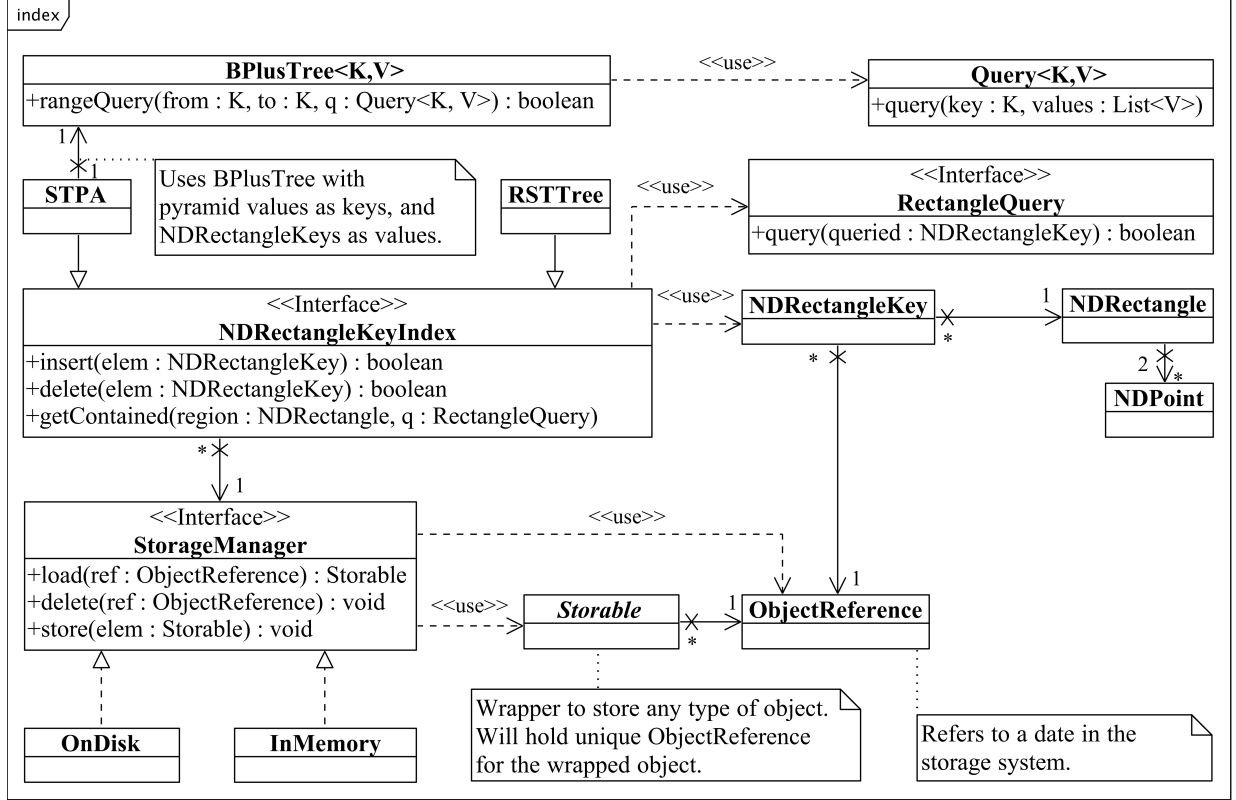 index
BPlusTree<K,V>
+rangeQuery(from : K, to : K, q : Query<K, V>) : boolean
<<use>>
Query<K,V>
+query(key : K, values : List<V>)
1
1
STPA
Uses BPlusTree with
pyramid values as keys, and
NDRectangleKeys as values.
RSTTree
<<use>>
<<Interface>>
RectangleQuery
+query(queried : NDRectangleKey) : boolean
<<Interface>>
NDRectangleKeyIndex
+insert(elem : NDRectangleKey) : boolean
+delete(elem : NDRectangleKey) : boolean
+getContained(region : NDRectangle, q : RectangleQuery)
<<use>>
NDRectangleKey
*
1
NDRectangle
2
*
NDPoint
*
1
*
1
<<Interface>>
StorageManager
+load(ref : ObjectReference) : Storable
+delete(ref : ObjectReference) : void
+store(elem : Storable) : void
<<use>>
<<use>>
Storable
*
1
ObjectReference
OnDisk
InMemory
Wrapper to store any type of object.
Will hold unique ObjectReference
for the wrapped object.
Refers to a date in the
storage system.